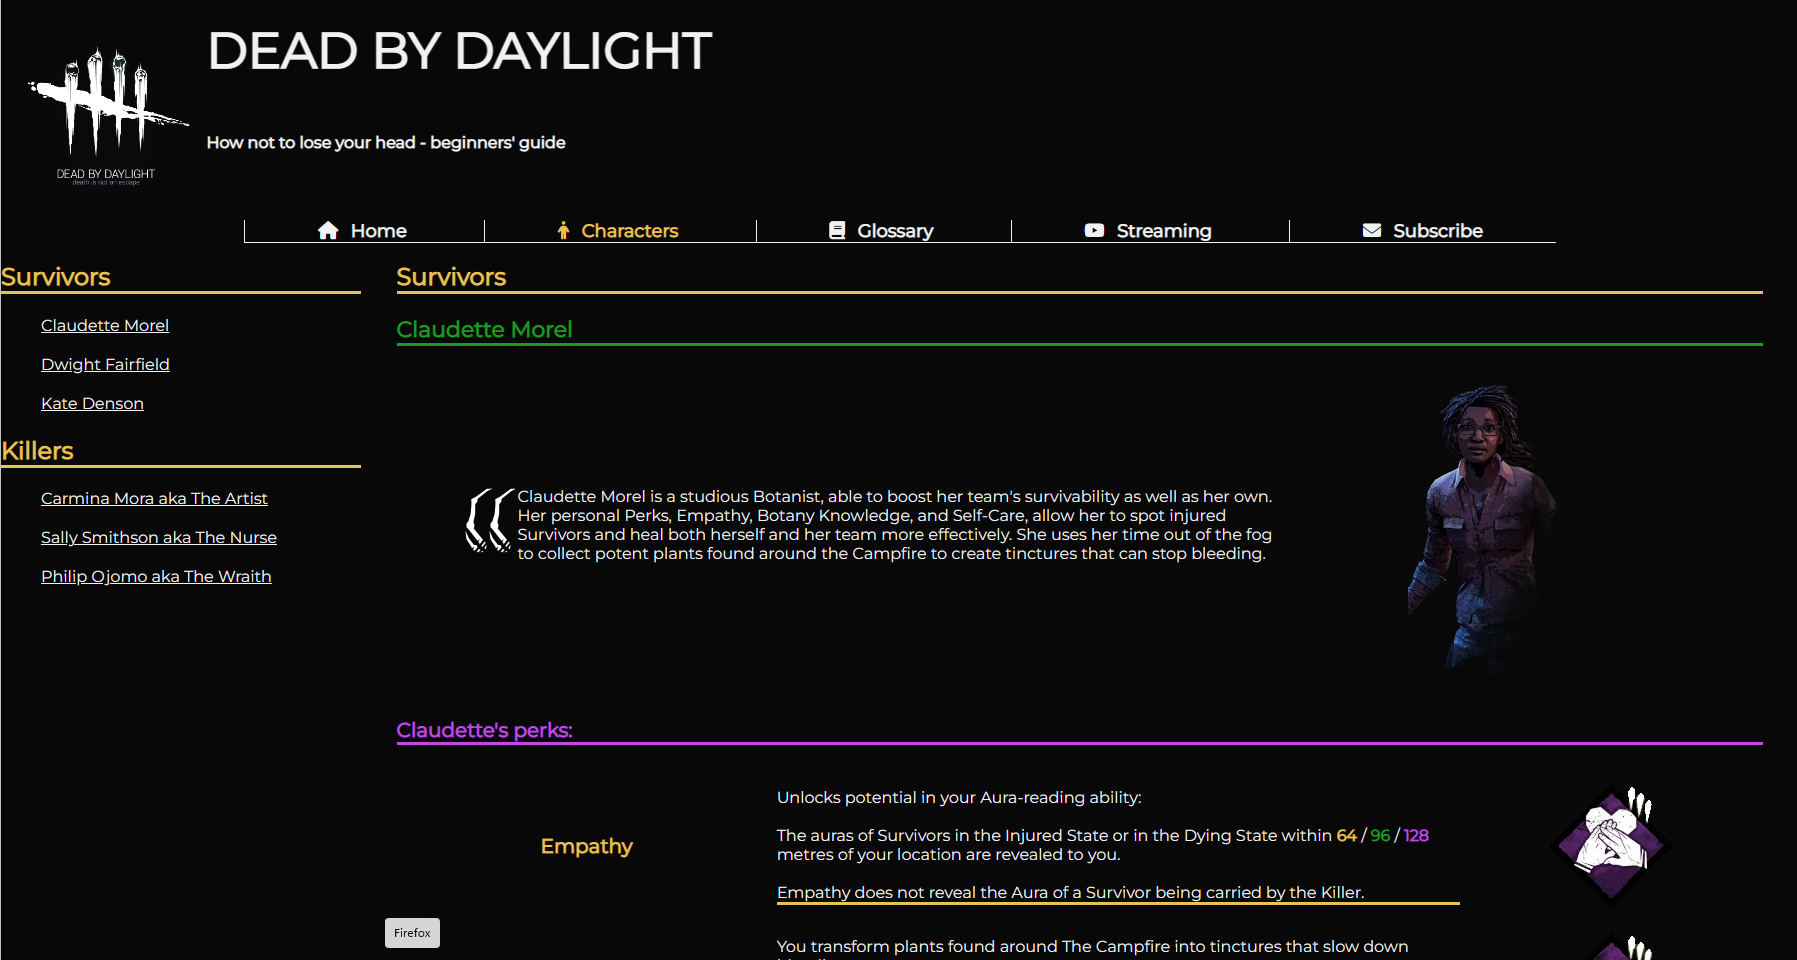 DEAD BY DAYLIGHT
How not to lose your head - beginners' guide
DEAD BY DAYLIGHT
death is not an escape
Home
Characters
Glossary
Streaming
Subscribe
Survivors
Claudette Morel
Dwight Fairfield
Kate Denson
Killers
Carmina Mora aka The Artist
Sally Smithson aka The Nurse
Philip Ojomo aka The Wraith
Survivors
Claudette Morel
Claudette Morel is a studious Botanist, able to boost her team's survivability as well as her own.
Her personal Perks, Empathy, Botany Knowledge, and Self-Care, allow her to spot injured
Survivors and heal both herself and her team more effectively. She uses her time out of the fog
to collect potent plants found around the Campfire to create tinctures that can stop bleeding.
Claudette's perks:
Empathy
Unlocks potential in your Aura-reading ability:
The auras of Survivors in the Injured State or in the Dying State within 64 / 96 / 128
metres of your location are revealed to you.
Empathy does not reveal the Aura of a Survivor being carried by the Killer.
You transform plants found around The Campfire into tinctures that slow down
Firefox